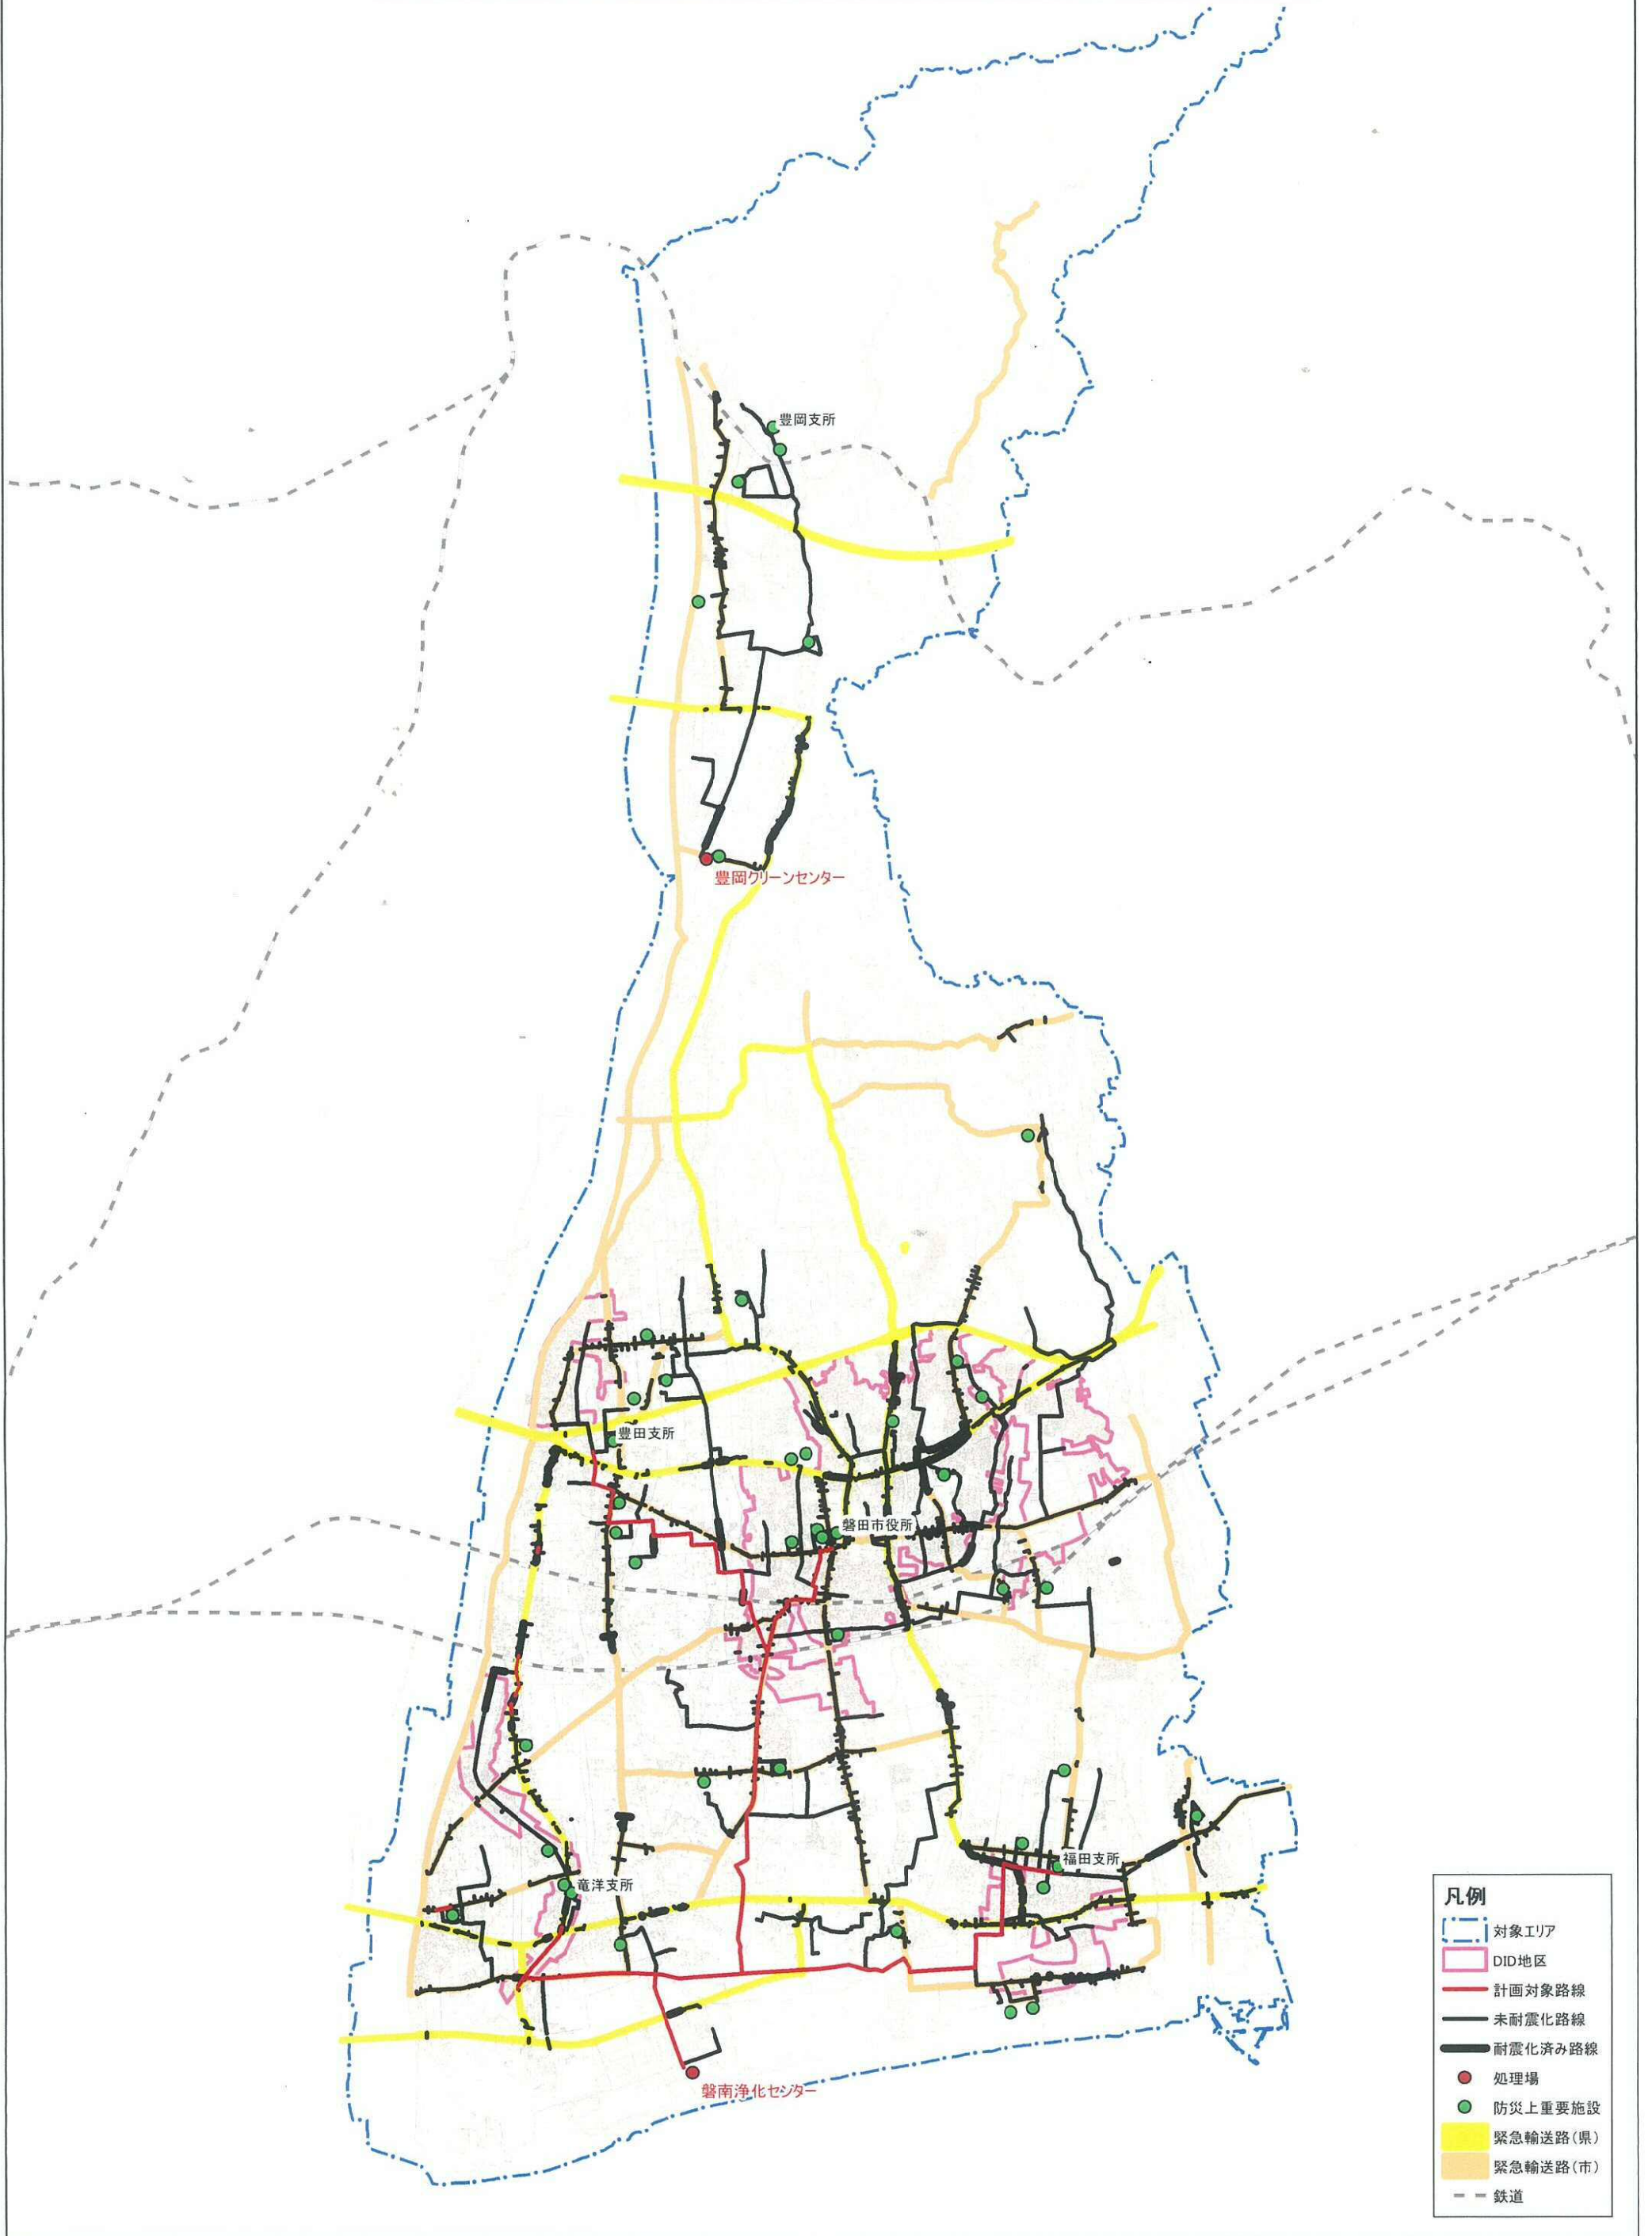 豊岡支所
豊岡クリーンセンター
豊田支所
磐田市役所
福田支所
竜洋支所
磐南浄化センター
凡例
対象エリア
DID地区
計画対象路線
未耐震化路線
耐震化済み路線
処理場
防災上重要施設
緊急輸送路(県)
緊急輸送路(市)
鉄道